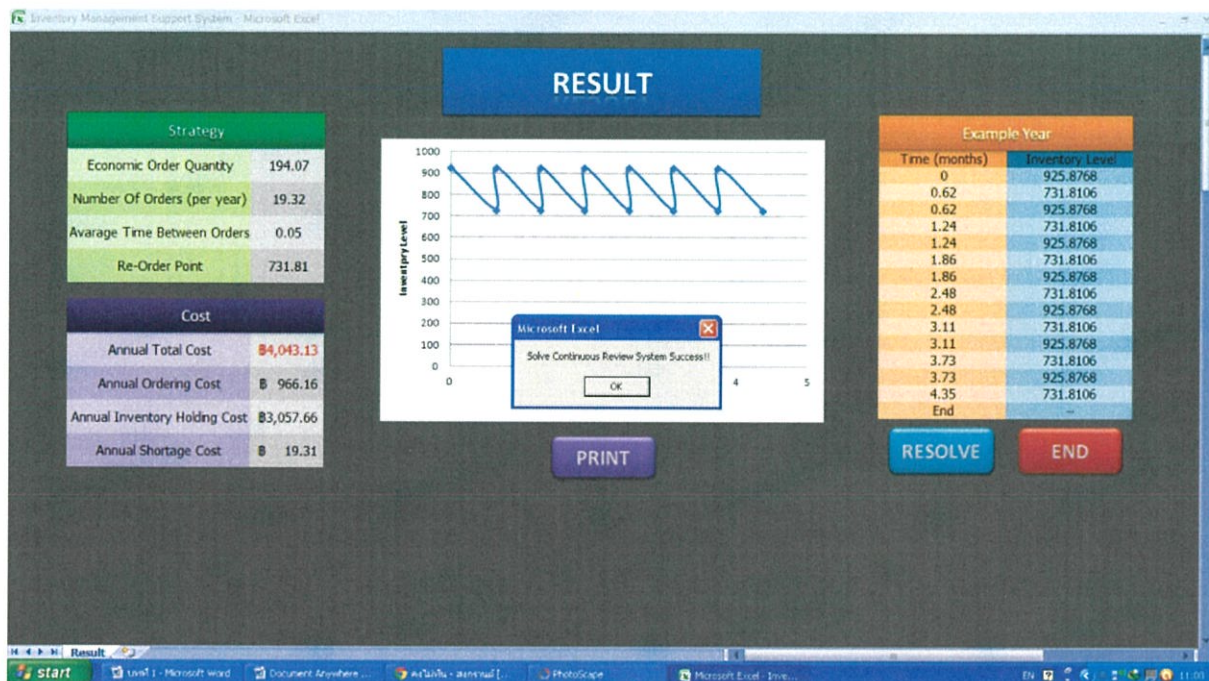 Inventory Management Support System - Microsoft Excel
RESULT
Strategy
Economic Order Quantity 194.07
Number Of Orders (per year) 19.32
Avarage Time Between Orders 0.05
Re-Order Point 731.81
Cost
Annual Total Cost ฿4,043.13
Annual Ordering Cost ฿ 966.16
Annual Inventory Holding Cost ฿3,057.66
Annual Shortage Cost ฿ 19.31
Inventory Level
1000
900
800
700
600
500
400
300
200
100
0
0 4 5
Microsoft Excel
Solve Continuous Review System Success!!
OK
PRINT
Example Year
Time (months) Inventory Level
0 925.8768
0.62 731.8106
0.62 925.8768
1.24 731.8106
1.24 925.8768
1.86 731.8106
1.86 925.8768
2.48 731.8106
2.48 925.8768
3.11 731.8106
3.11 925.8768
3.73 731.8106
3.73 925.8768
4.35 731.8106
End --
RESOLVE END
Result
start
บทที่ 1 - Microsoft Word
Document Anywhere ...
PhotoScape
Microsoft Excel - Inve...
EN
11:03